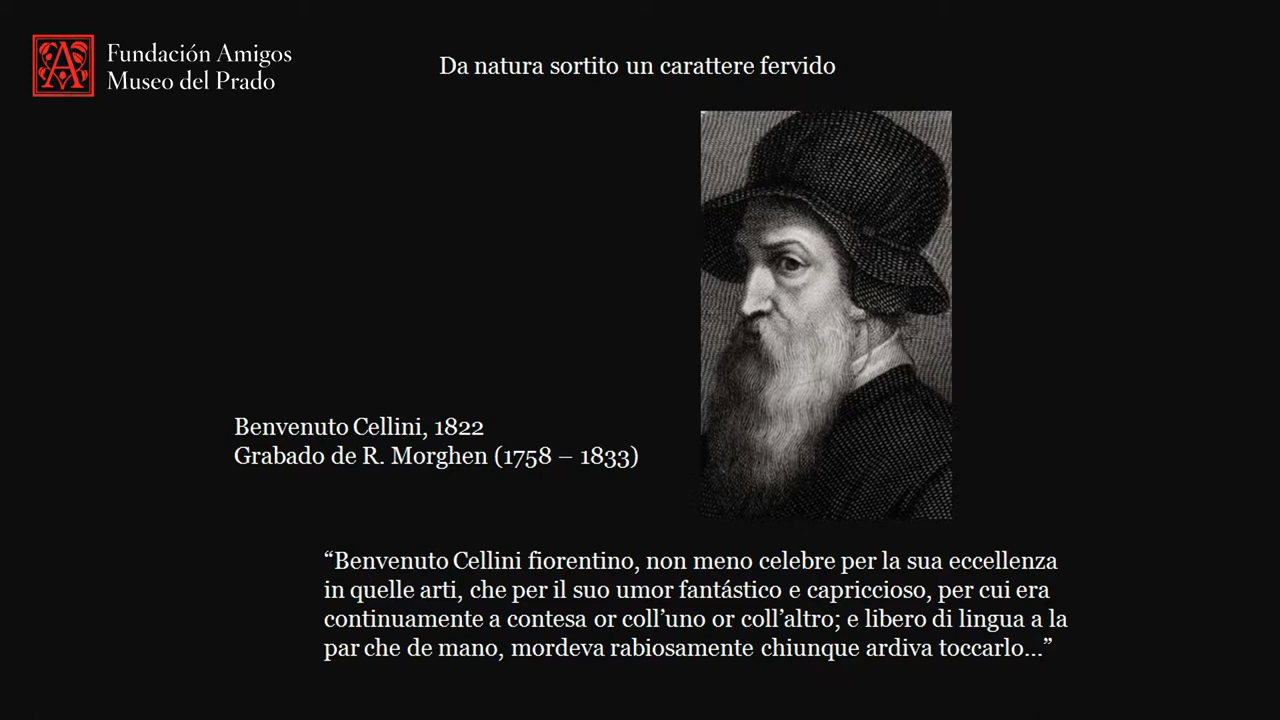 Fundación Amigos
Museo del Prado
Da natura sortito un carattere fervido
Benvenuto Cellini, 1822
Grabado de R. Morghen (1758 – 1833)
“Benvenuto Cellini fiorentino, non meno celebre per la sua eccellenza
in quelle arti, che per il suo umor fantástico e capriccioso, per cui era
continuamente a contesa or coll’uno or coll’altro; e libero di lingua a la
par che de mano, mordeva rabiosamente chiunque ardiva toccarlo...”